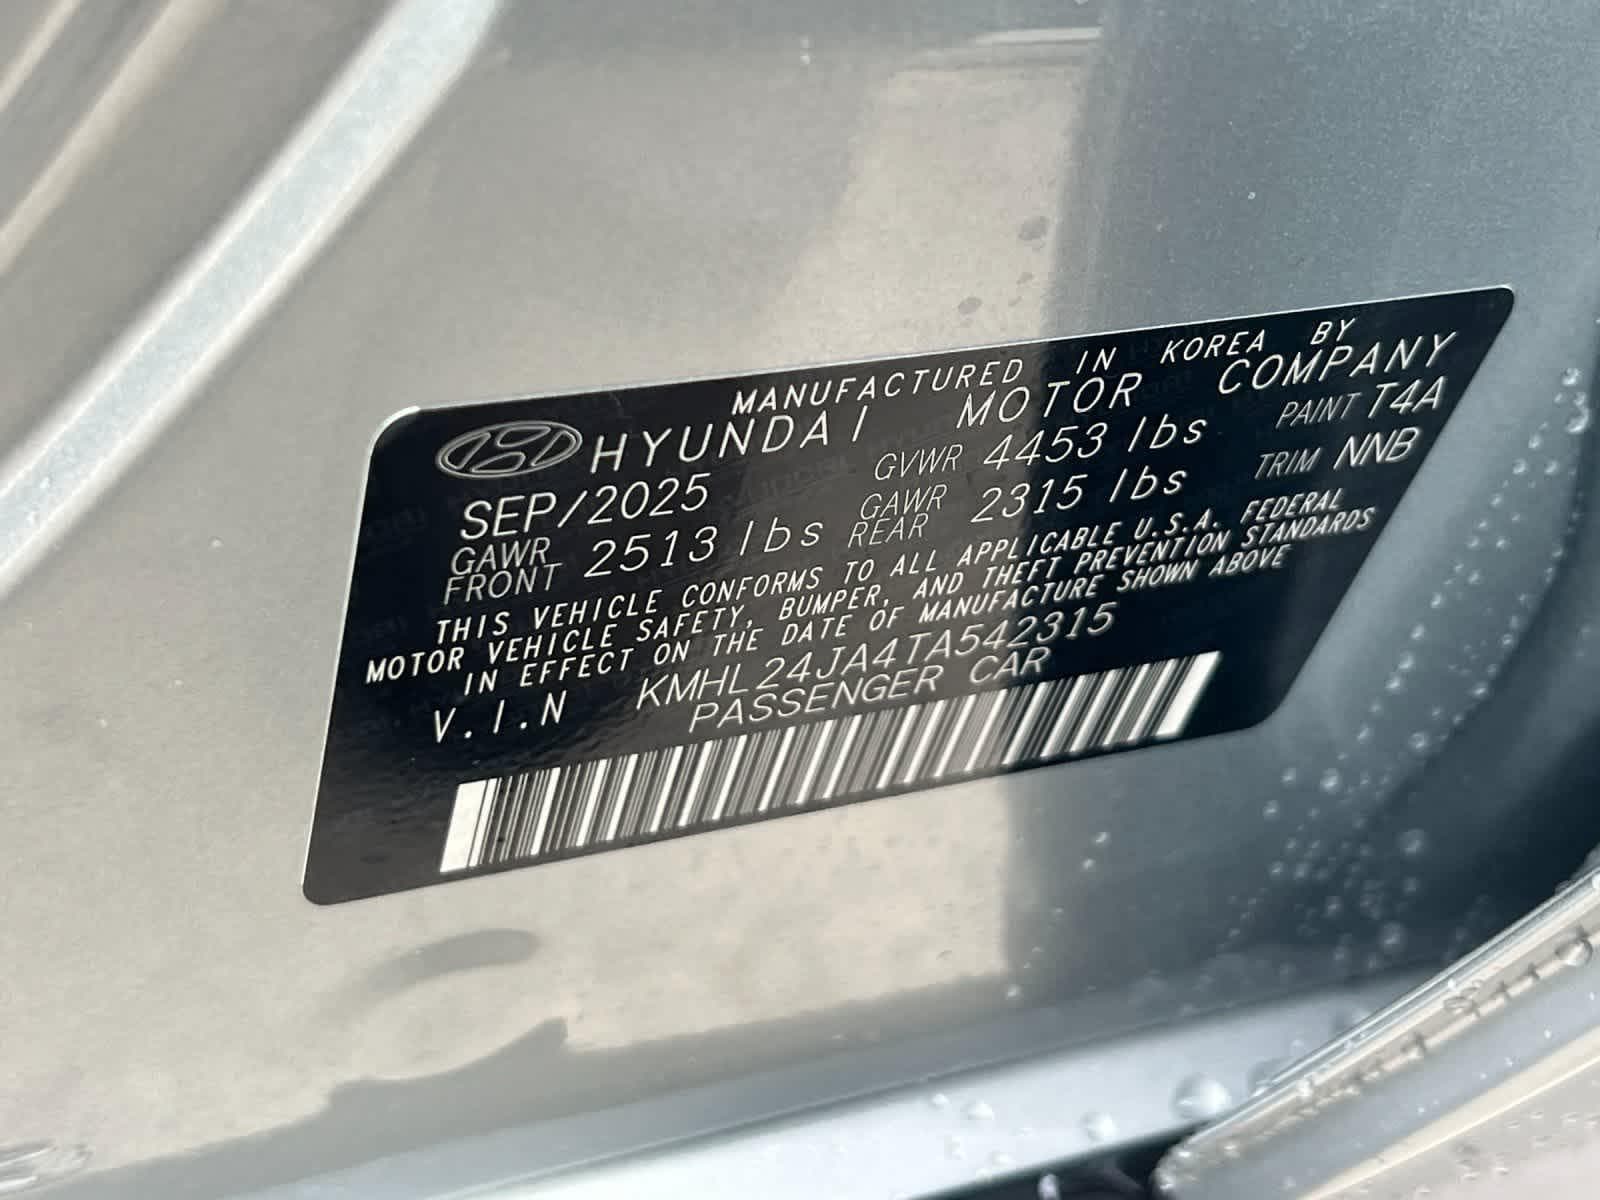 MANUFACTURED IN KOREA BY
HYUNDAI MOTOR COMPANY
SEP/2025 GVWR 4453 lbs PAINT T4A
GAWR FRONT 2513 lbs GAWR REAR 2315 lbs TRIM NNB
THIS VEHICLE CONFORMS TO ALL APPLICABLE U.S.A. FEDERAL
MOTOR VEHICLE SAFETY, BUMPER, AND THEFT PREVENTION STANDARDS
IN EFFECT ON THE DATE OF MANUFACTURE SHOWN ABOVE
V.I.N KMHL24JA4TA542315
PASSENGER CAR